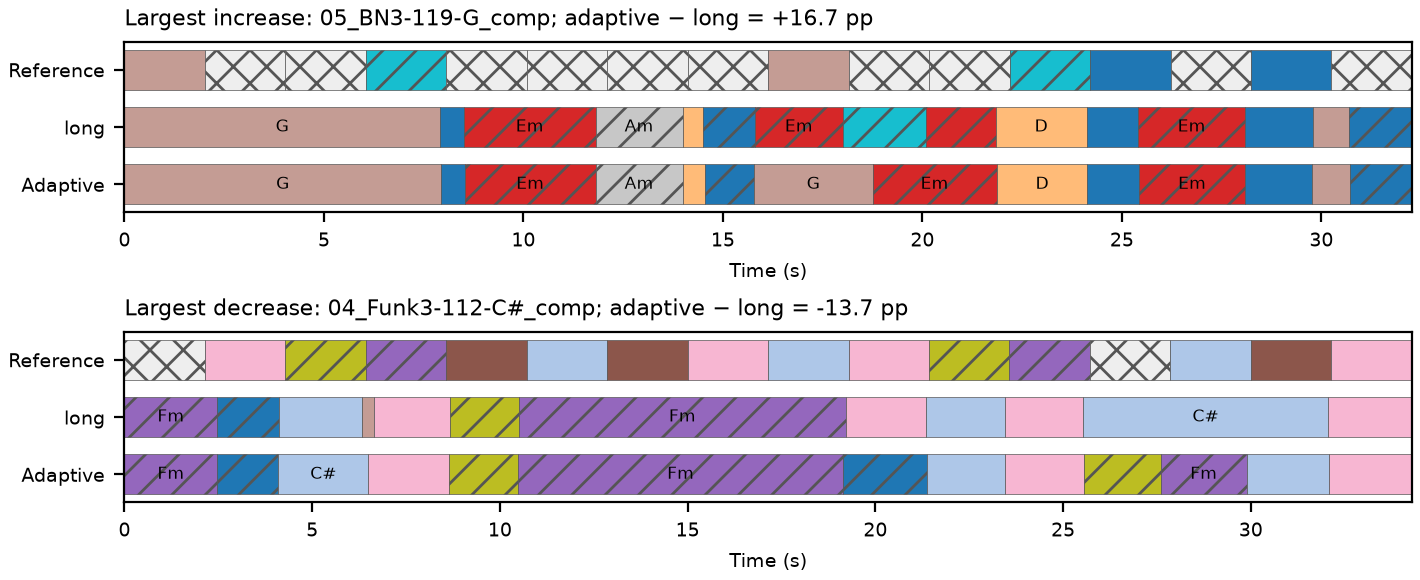 Largest increase: 05_BN3-119-G_comp; adaptive − long = +16.7 pp
Reference
long G Em Am Em D Em
Adaptive G Em Am G Em D Em
0 5 10 15 20 25 30
Time (s)
Largest decrease: 04_Funk3-112-C#_comp; adaptive − long = -13.7 pp
Reference
long Fm Fm C#
Adaptive Fm C# Fm Fm
0 5 10 15 20 25 30
Time (s)